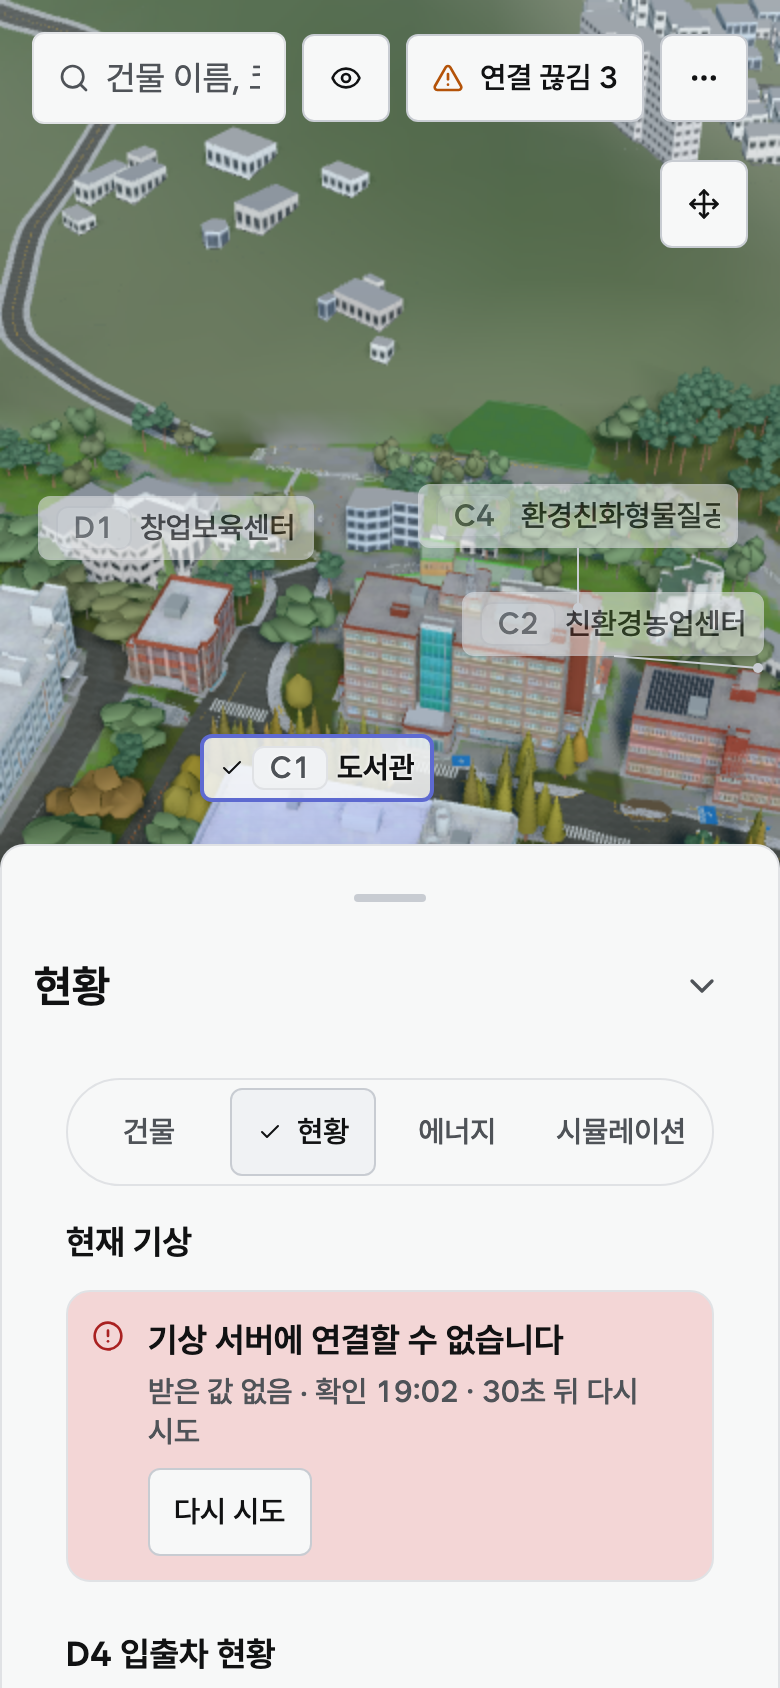 건물 이름,
연결 끊김 3
D1 창업보육센터
C4 환경친화형물질공
C2 친환경농업센터
C1 도서관
현황
건물
현황
에너지
시뮬레이션
현재 기상
기상 서버에 연결할 수 없습니다
받은 값 없음 · 확인 19:02 · 30초 뒤 다시
시도
다시 시도
D4 입출차 현황